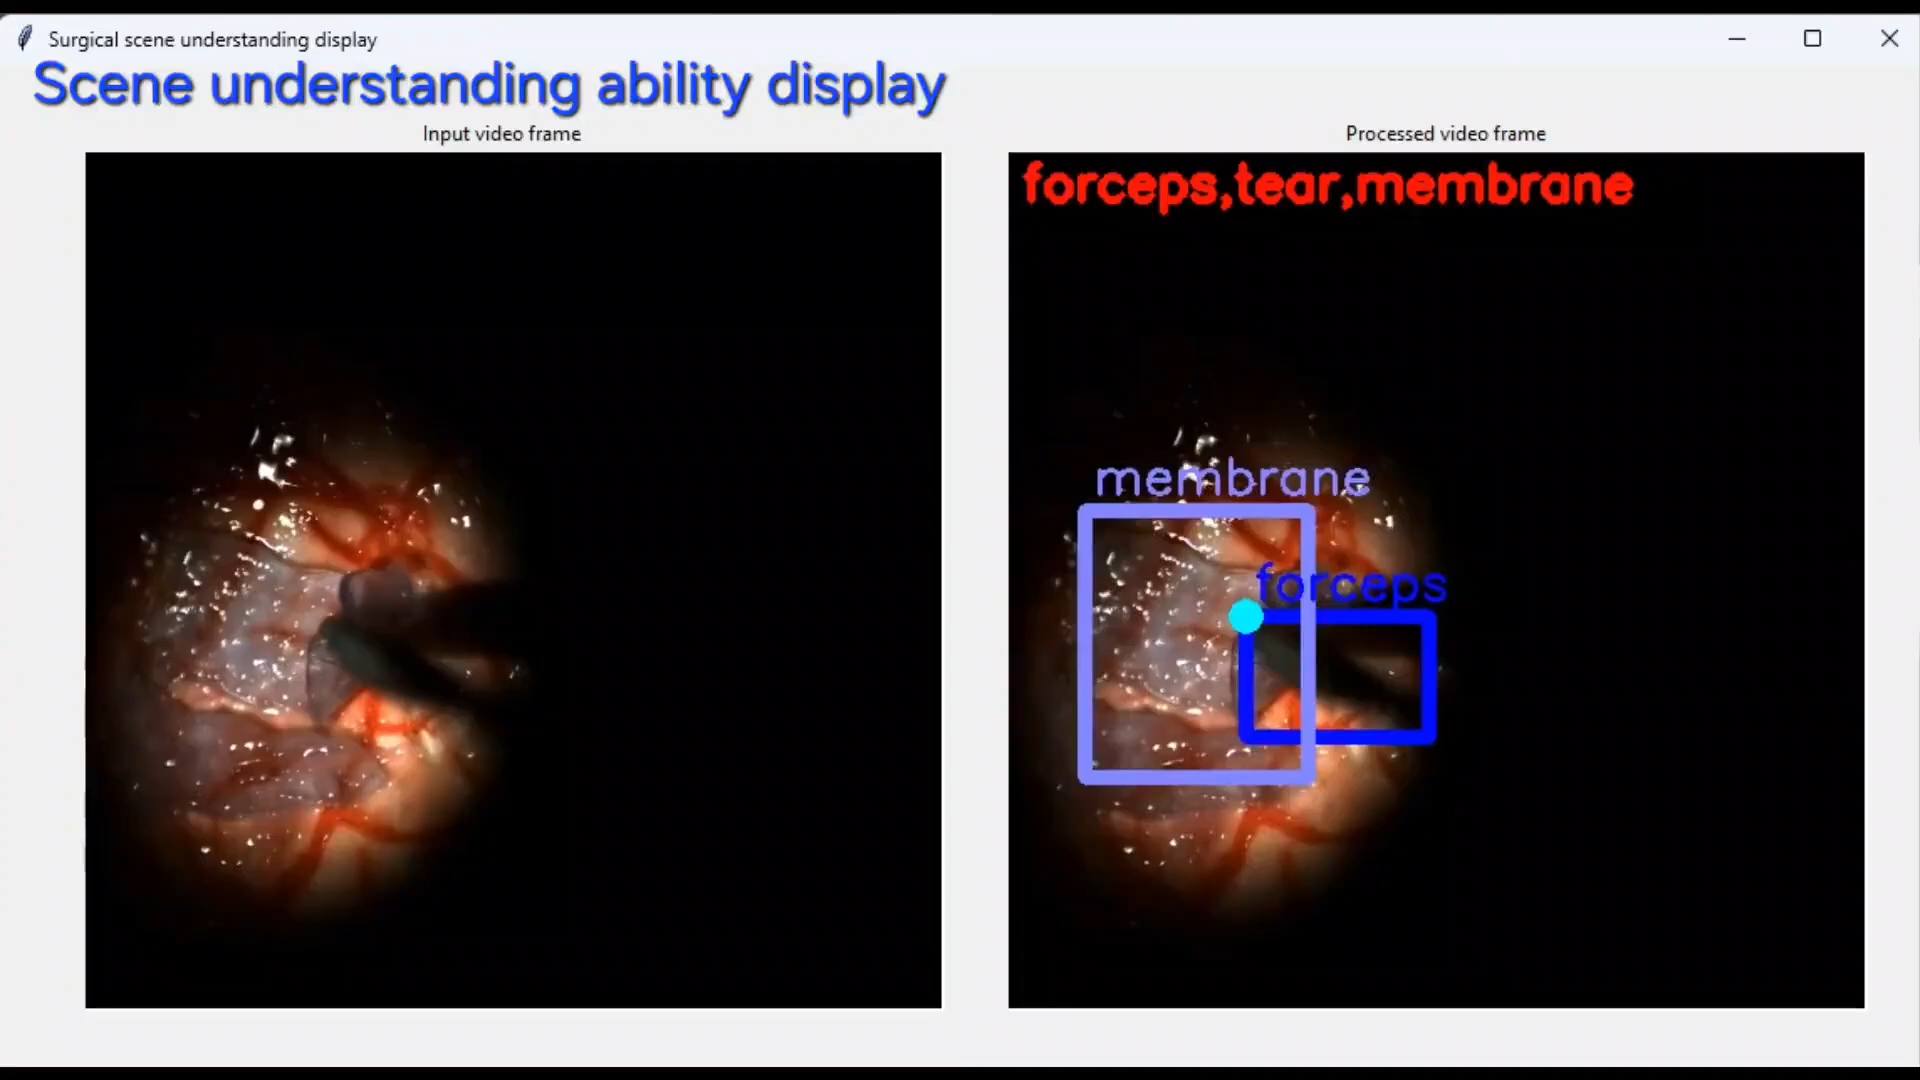 Surgical scene understanding display
Scene understanding ability display
Input video frame
Processed video frame
forceps,tear,membrane
membrane
forceps